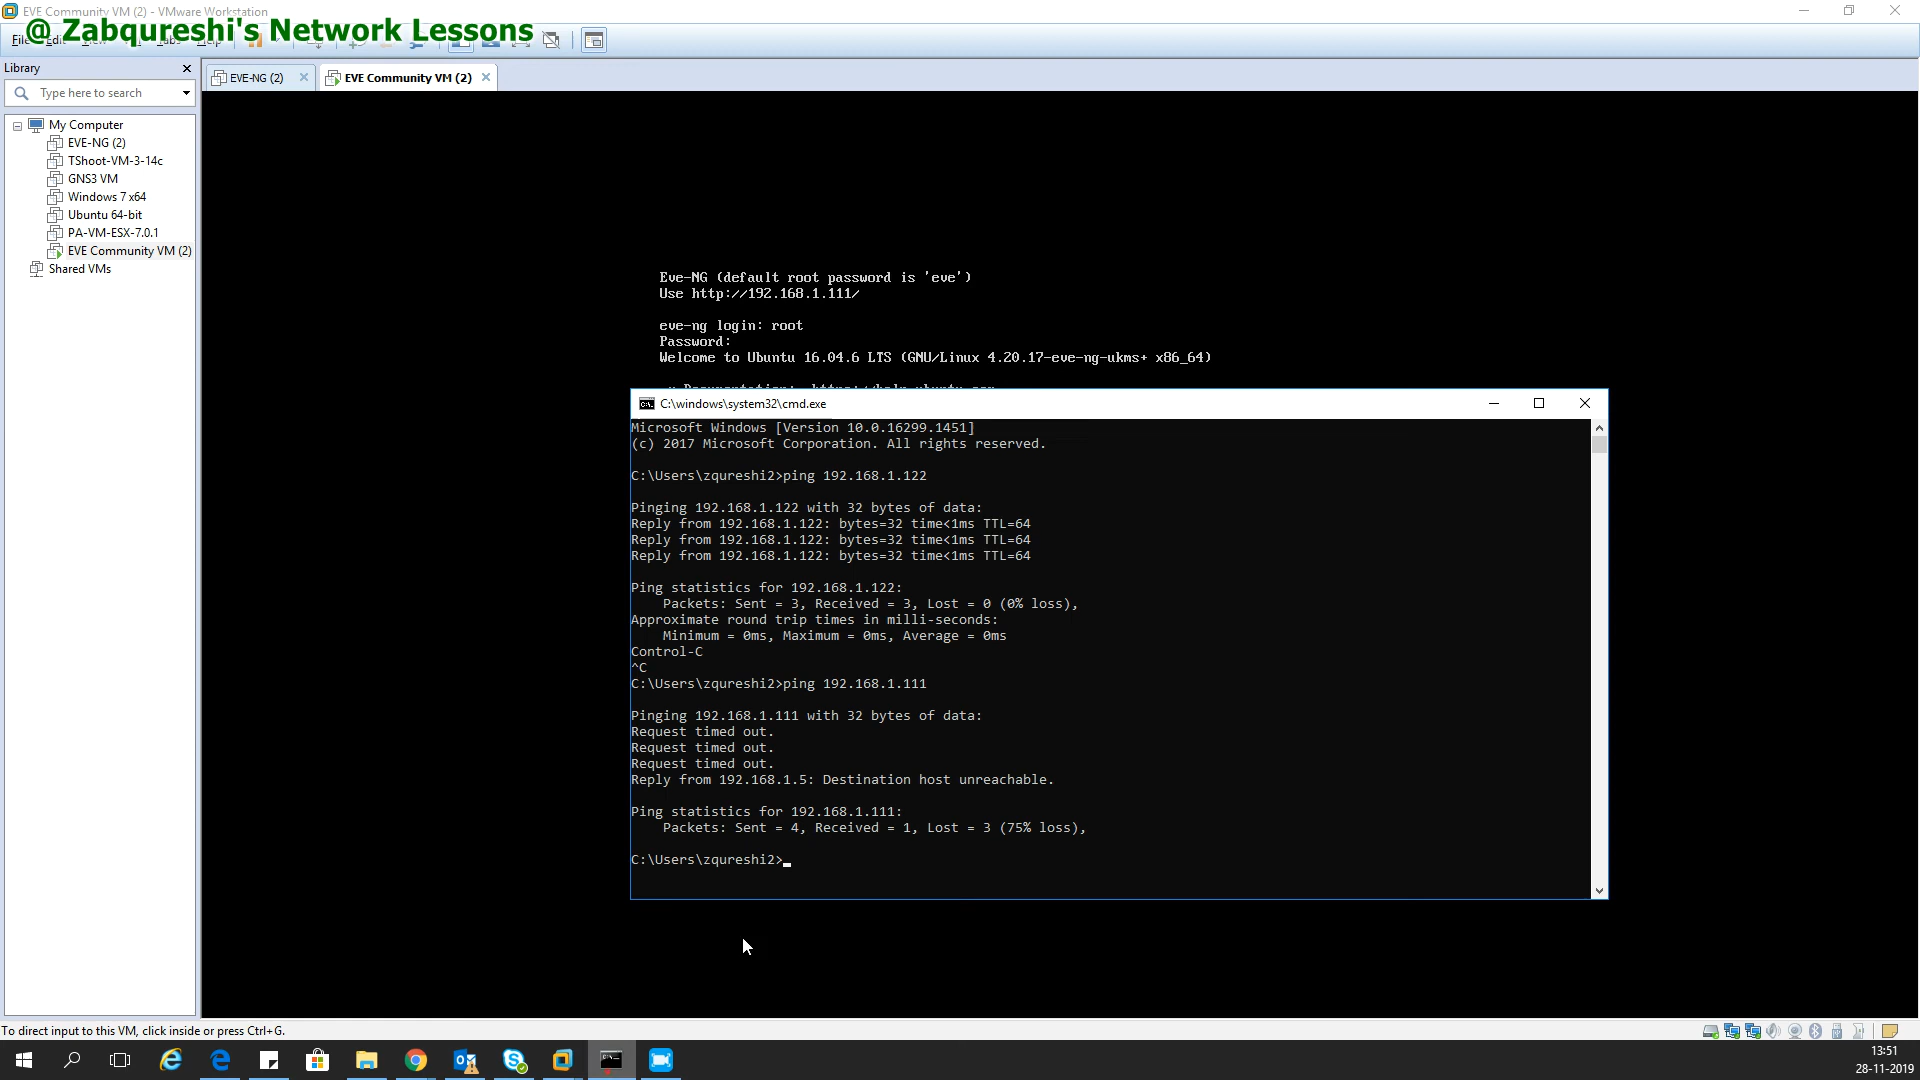 EVE Community VM (2) - VMware Workstation
@ Zabqureshi's Network Lessons
File Edit View Tabs Help
Library
EVE-NG (2)
EVE Community VM (2)
Type here to search
My Computer
EVE-NG (2)
TShoot-VM-3-14c
GNS3 VM
Windows 7 x64
Ubuntu 64-bit
PA-VM-ESX-7.0.1
EVE Community VM (2)
Shared VMs
Eve-NG (default root password is 'eve')
Use http://192.168.1.111/
eve-ng login: root
Password:
Welcome to Ubuntu 16.04.6 LTS (GNU/Linux 4.20.17-eve-ng-ukms+ x86_64)
* Documentation: https://help.ubuntu.com
C:\windows\system32\cmd.exe
Microsoft Windows [Version 10.0.16299.1451]
(c) 2017 Microsoft Corporation. All rights reserved.
C:\Users\zqureshi2>ping 192.168.1.122
Pinging 192.168.1.122 with 32 bytes of data:
Reply from 192.168.1.122: bytes=32 time<1ms TTL=64
Reply from 192.168.1.122: bytes=32 time<1ms TTL=64
Reply from 192.168.1.122: bytes=32 time<1ms TTL=64
Ping statistics for 192.168.1.122:
Packets: Sent = 3, Received = 3, Lost = 0 (0% loss),
Approximate round trip times in milli-seconds:
Minimum = 0ms, Maximum = 0ms, Average = 0ms
Control-C
^C
C:\Users\zqureshi2>ping 192.168.1.111
Pinging 192.168.1.111 with 32 bytes of data:
Request timed out.
Request timed out.
Request timed out.
Reply from 192.168.1.5: Destination host unreachable.
Ping statistics for 192.168.1.111:
Packets: Sent = 4, Received = 1, Lost = 3 (75% loss),
C:\Users\zqureshi2>
To direct input to this VM, click inside or press Ctrl+G.
13:51
28-11-2019